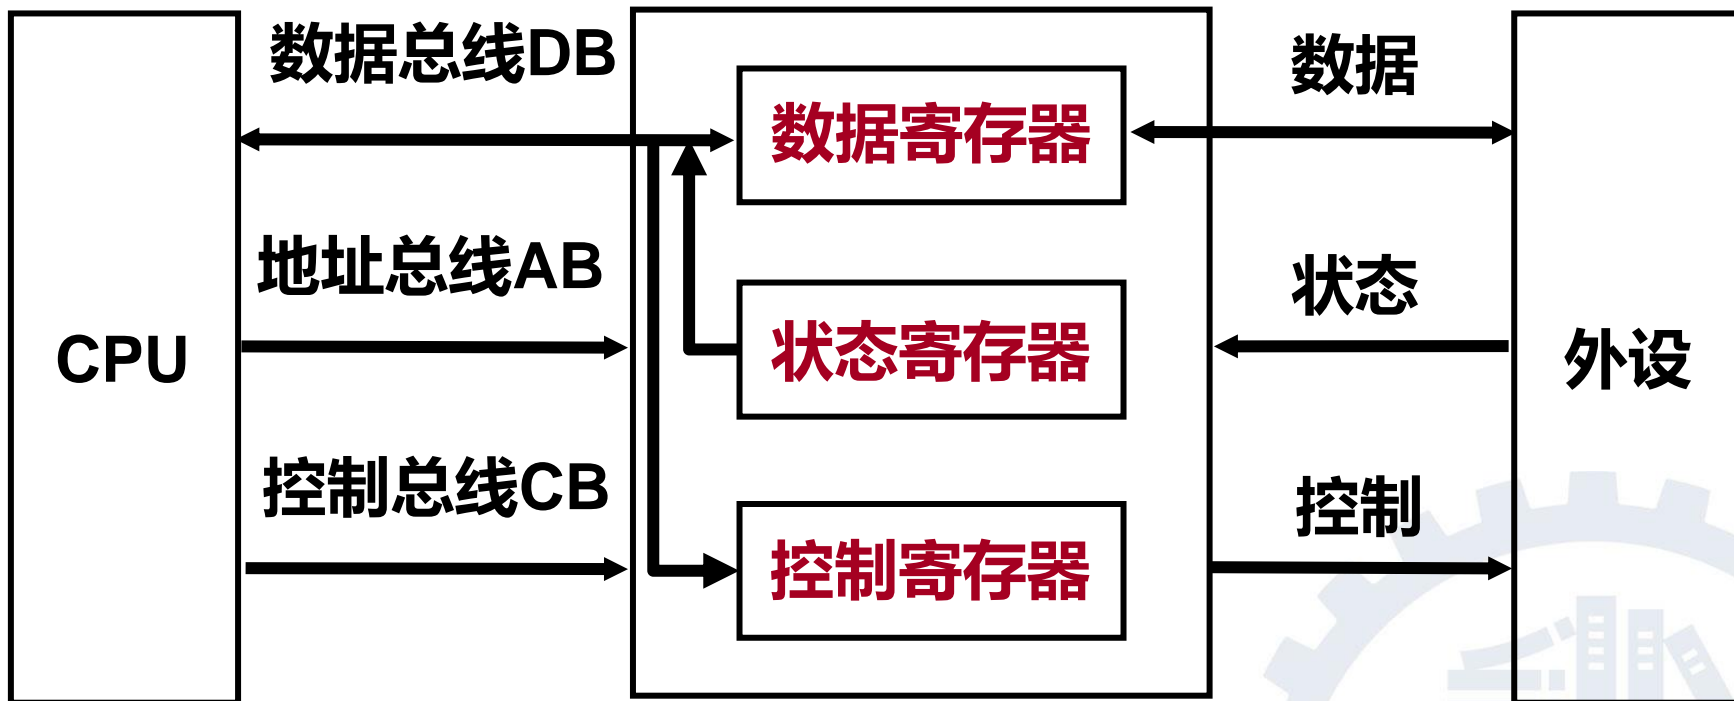 数据总线DB
数据
数据寄存器
地址总线AB
状态
CPU
状态寄存器
外设
控制总线CB
控制
控制寄存器